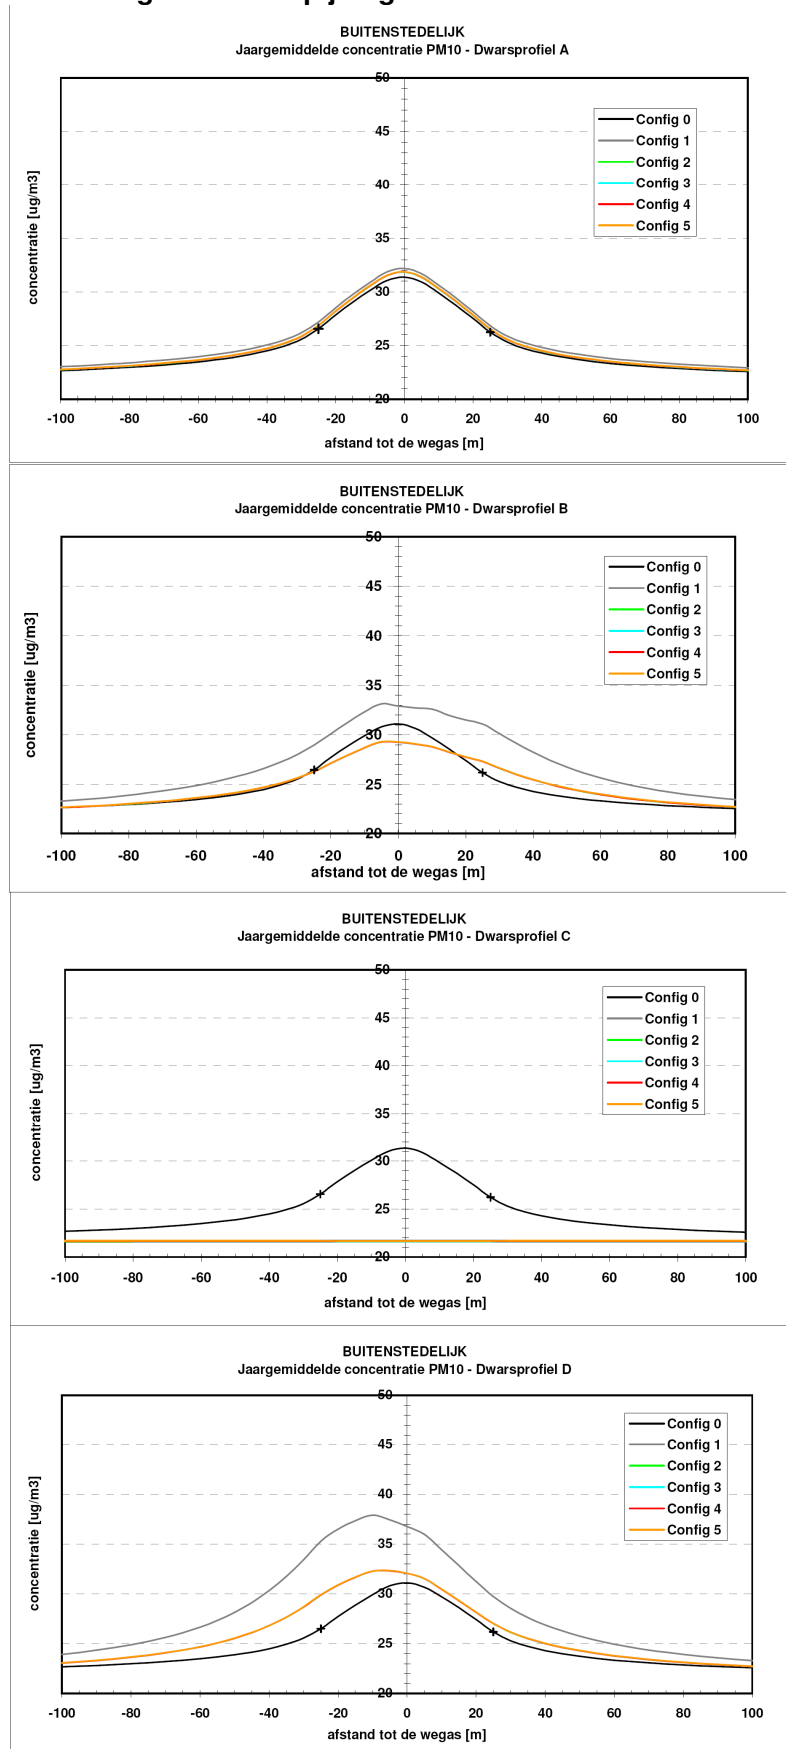 BUITENSTEDELIJK
Jaargemiddelde concentratie PM10 - Dwarsprofiel A
50
45
40
35
30
25
20
concentratie [ug/m3]
Config 0
Config 1
Config 2
Config 3
Config 4
Config 5
-100 -80 -60 -40 -20 0 20 40 60 80 100
afstand tot de wegas [m]
BUITENSTEDELIJK
Jaargemiddelde concentratie PM10 - Dwarsprofiel B
50
45
40
35
30
25
20
concentratie [ug/m3]
Config 0
Config 1
Config 2
Config 3
Config 4
Config 5
-100 -80 -60 -40 -20 0 20 40 60 80 100
afstand tot de wegas [m]
BUITENSTEDELIJK
Jaargemiddelde concentratie PM10 - Dwarsprofiel C
50
45
40
35
30
25
20
concentratie [ug/m3]
Config 0
Config 1
Config 2
Config 3
Config 4
Config 5
-100 -80 -60 -40 -20 0 20 40 60 80 100
afstand tot de wegas [m]
BUITENSTEDELIJK
Jaargemiddelde concentratie PM10 - Dwarsprofiel D
50
45
40
35
30
25
20
concentratie [ug/m3]
Config 0
Config 1
Config 2
Config 3
Config 4
Config 5
-100 -80 -60 -40 -20 0 20 40 60 80 100
afstand tot de wegas [m]